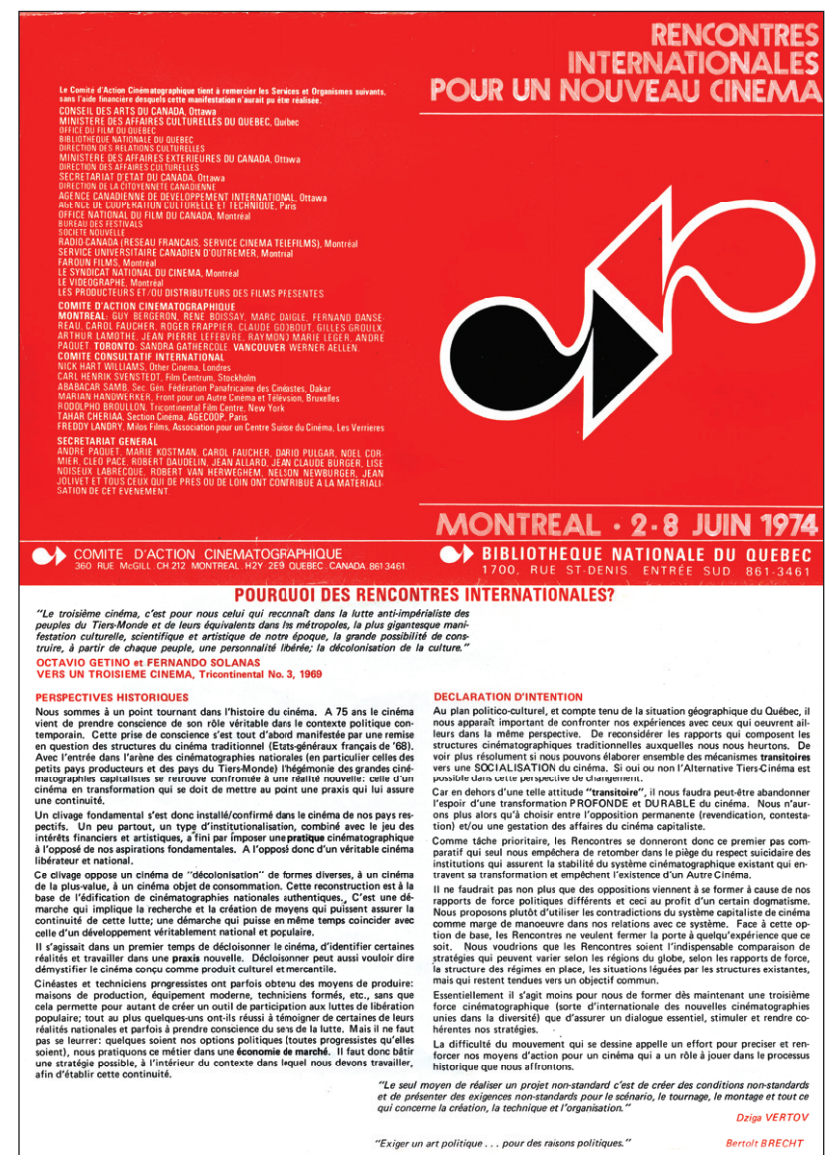 RENCONTRES
INTERNATIONALES
POUR UN NOUVEAU CINEMA
Le Comité d'Action Cinématographique tient à remercier les Services et Organismes suivants,
sans l'aide financière desquels cette manifestation n'aurait pu être réalisée.
CONSEIL DES ARTS DU CANADA, Ottawa
MINISTERE DES AFFAIRES CULTURELLES DU QUEBEC, Québec
OFFICE DU FILM DU QUEBEC
BIBLIOTHEQUE NATIONALE DU QUEBEC
DIRECTION DES RELATIONS CULTURELLES
MINISTERE DES AFFAIRES EXTERIEURES DU CANADA, Ottawa
DIRECTION DES AFFAIRES CULTURELLES
SECRETARIAT D'ETAT DU CANADA, Ottawa
DIRECTION DE LA CITOYENNETE CANADIENNE
AGENCE CANADIENNE DE DEVELOPPEMENT INTERNATIONAL, Ottawa
AGENCE DE COOPERATION CULTURELLE ET TECHNIQUE, Paris
OFFICE NATIONAL DU FILM DU CANADA, Montréal
BUREAU DES FESTIVALS
SOCIETE NOUVELLE
RADIO-CANADA (RESEAU FRANCAIS, SERVICE CINEMA TELEFILMS), Montréal
SERVICE UNIVERSITAIRE CANADIEN D'OUTREMER, Montréal
FAROUN FILMS, Montréal
LE SYNDICAT NATIONAL DU CINEMA, Montréal
LE VIDEOGRAPHE, Montréal
LES PRODUCTEURS ET/OU DISTRIBUTEURS DES FILMS PRESENTES
COMITE D'ACTION CINEMATOGRAPHIQUE
MONTREAL: GUY BERGERON, RENE BOISSAY, MARC DAIGLE, FERNAND DANSE-
REAU, CAROL FAUCHER, ROGER FRAPPIER, CLAUDE GODBOUT, GILLES GROULX,
ARTHUR LAMOTHE, JEAN PIERRE LEFEBVRE, RAYMOND MARIE LEGER, ANDRE
PAQUET TORONTO: SANDRA GATHERCOLE. VANCOUVER WERNER AELLEN.
COMITE CONSULTATIF INTERNATIONAL
NICK HART WILLIAMS, Other Cinema, Londres
CARL HENRIK SVENSTEDT, Film Centrum, Stockholm
ABABACAR SAMB, Sec. Gén. Fédération Panafricaine des Cinéastes, Dakar
MARIAN HANDWERKER, Front pour un Autre Cinéma et Télévsion, Bruxelles
RODOLPHO BROULLON, Tricontinental Film Centre, New York
TAHAR CHERIAA, Section Cinéma, AGECOOP, Paris
FREDDY LANDRY, Milos Films, Association pour un Centre Suisse du Cinéma, Les Verrieres
SECRETARIAT GENERAL
ANDRE PAQUET, MARIE KOSTMAN, CAROL FAUCHER, DARIO PULGAR, NOEL COR-
MIER, CLEO PACE, ROBERT DAUDELIN, JEAN ALLARD, JEAN CLAUDE BURGER, LISE
NOISEUX LABRECQUE, ROBERT VAN HERWEGHEM, NELSON NEWBURGER, JEAN
JOLIVET ET TOUS CEUX QUI DE PRES OU DE LOIN ONT CONTRIBUE A LA MATERIALI-
SATION DE CET EVENEMENT.
MONTREAL · 2-8 JUIN 1974
COMITE D'ACTION CINEMATOGRAPHIQUE
360 RUE McGILL . CH 212 MONTREAL . H2Y 2E9 QUEBEC . CANADA 861-3461
BIBLIOTHEQUE NATIONALE DU QUEBEC
1700, RUE ST-DENIS ENTRÉE SUD 861-3461
POURQUOI DES RENCONTRES INTERNATIONALES?
"Le troisième cinéma, c'est pour nous celui qui reconnaît dans la lutte anti-impérialiste des
peuples du Tiers-Monde et de leurs équivalents dans les métropoles, la plus gigantesque mani-
festation culturelle, scientifique et artistique de notre époque, la grande possibilité de cons-
truire, à partir de chaque peuple, une personnalité libérée; la décolonisation de la culture."
OCTAVIO GETINO et FERNANDO SOLANAS
VERS UN TROISIEME CINEMA, Tricontinental No. 3, 1969
PERSPECTIVES HISTORIQUES
Nous sommes à un point tournant dans l'histoire du cinéma. A 75 ans le cinéma
vient de prendre conscience de son rôle véritable dans le contexte politique con-
temporain. Cette prise de conscience s'est tout d'abord manifestée par une remise
en question des structures du cinéma traditionnel (Etats-généraux français de '68).
Avec l'entrée dans l'arène des cinématographies nationales (en particulier celles des
petits pays producteurs et des pays du Tiers-Monde) l'hégémonie des grandes ciné-
matographies capitalistes se retrouve confrontée à une réalité nouvelle: celle d'un
cinéma en transformation qui se doit de mettre au point une praxis qui lui assure
une continuité.
Un clivage fondamental s'est donc installé/confirmé dans le cinéma de nos pays res-
pectifs. Un peu partout, un type d'institutionalisation, combiné avec le jeu des
intérêts financiers et artistiques, a fini par imposer une pratique cinématographique
à l'opposé de nos aspirations fondamentales. A l'opposé donc d'un véritable cinéma
libérateur et national.
Ce clivage oppose un cinéma de "décolonisation" de formes diverses, à un cinéma
de la plus-value, à un cinéma objet de consommation. Cette reconstruction est à la
base de l'édification de cinématographies nationales authentiques. C'est une dé-
marche qui implique la recherche et la création de moyens qui puissent assurer la
continuité de cette lutte; une démarche qui puisse en même temps coincider avec
celle d'un développement véritablement national et populaire.
Il s'agissait dans un premier temps de décloisonner le cinéma, d'identifier certaines
réalités et travailler dans une praxis nouvelle. Décloisonner peut aussi vouloir dire
démystifier le cinéma conçu comme produit culturel et mercantile.
Cinéastes et techniciens progressistes ont parfois obtenu des moyens de produire:
maisons de production, équipement moderne, techniciens formés, etc., sans que
cela permette pour autant de créer un outil de participation aux luttes de libération
populaire; tout au plus quelques-uns ont-ils réussi à témoigner de certaines de leurs
réalités nationales et parfois à prendre conscience du sens de la lutte. Mais il ne faut
pas se leurrer: quelques soient nos options politiques (toutes progressistes qu'elles
soient), nous pratiquons ce métier dans une économie de marché. Il faut donc bâtir
une stratégie possible, à l'intérieur du contexte dans lequel nous devons travailler,
afin d'établir cette continuité.
DECLARATION D'INTENTION
Au plan politico-culturel, et compte tenu de la situation géographique du Québec, il
nous apparaît important de confronter nos expériences avec ceux qui oeuvrent ail-
leurs dans la même perspective. De reconsidérer les rapports qui composent les
structures cinématographiques traditionnelles auxquelles nous nous heurtons. De
voir plus résolument si nous pouvons élaborer ensemble des mécanismes transitoires
vers une SOCIALISATION du cinéma. Si oui ou non l'Alternative Tiers-Cinéma est
possible dans cette perspective de changement.
Car en dehors d'une telle attitude "transitoire", il nous faudra peut-être abandonner
l'espoir d'une transformation PROFONDE et DURABLE du cinéma. Nous n'aur-
ons plus alors qu'à choisir entre l'opposition permanente (revendication, contesta-
tion) et/ou une gestation des affaires du cinéma capitaliste.
Comme tâche prioritaire, les Rencontres se donneront donc ce premier pas com-
paratif qui seul nous empêchera de retomber dans le piège du respect suicidaire des
institutions qui assurent la stabilité du système cinématographique existant qui en-
travent sa transformation et empêchent l'existence d'un Autre Cinéma.
Il ne faudrait pas non plus que des oppositions viennent à se former à cause de nos
rapports de force politiques différents et ceci au profit d'un certain dogmatisme.
Nous proposons plutôt d'utiliser les contradictions du système capitaliste de cinéma
comme marge de manoeuvre dans nos relations avec ce système. Face à cette op-
tion de base, les Rencontres ne veulent fermer la porte à quelqu'expérience que ce
soit. Nous voudrions que les Rencontres soient l'indispensable comparaison de
stratégies qui peuvent varier selon les régions du globe, selon les rapports de force,
la structure des régimes en place, les situations léguées par les structures existantes,
mais qui restent tendues vers un objectif commun.
Essentiellement il s'agit moins pour nous de former dès maintenant une troisième
force cinématographique (sorte d'internationale des nouvelles cinématographies
unies dans la diversité) que d'assurer un dialogue essentiel, stimuler et rendre co-
hérentes nos stratégies.
La difficulté du mouvement qui se dessine appelle un effort pour preciser et ren-
forcer nos moyens d'action pour un cinéma qui a un rôle à jouer dans le processus
historique que nous affrontons.
"Le seul moyen de réaliser un projet non-standard c'est de créer des conditions non-standards
et de présenter des exigences non-standards pour le scénario, le tournage, le montage et tout ce
qui concerne la création, la technique et l'organisation."
Dziga VERTOV
"Exiger un art politique . . . pour des raisons politiques."
Bertolt BRECHT